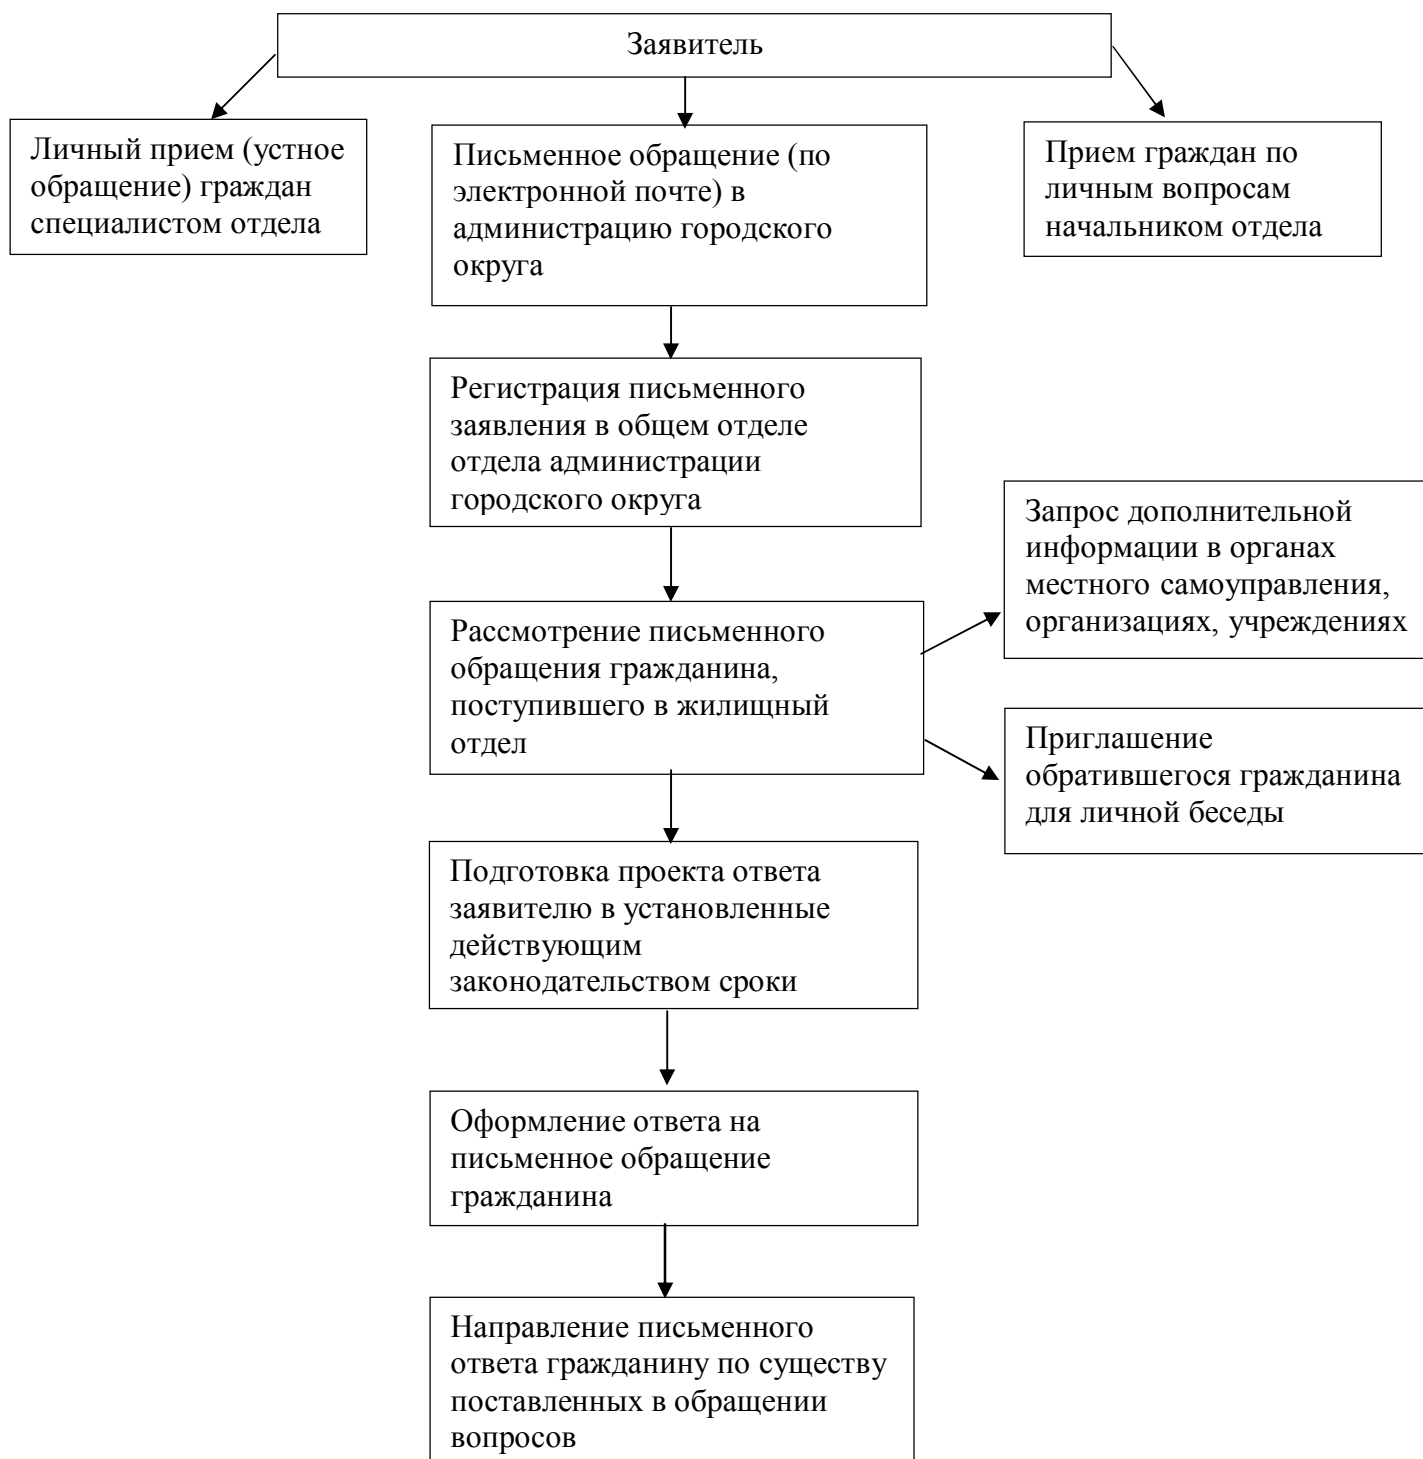 Заявитель
Личный прием (устное
обращение) граждан
специалистом отдела
Письменное обращение (по
электронной почте) в
администрацию городского
округа
Прием граждан по
личным вопросам
начальником отдела
Регистрация письменного
заявления в общем отделе
отдела администрации
городского округа
Запрос дополнительной
информации в органах
местного самоуправления,
организациях, учреждениях
Рассмотрение письменного
обращения гражданина,
поступившего в жилищный
отдел
Приглашение
обратившегося гражданина
для личной беседы
Подготовка проекта ответа
заявителю в установленные
действующим
законодательством сроки
Оформление ответа на
письменное обращение
гражданина
Направление письменного
ответа гражданину по существу
поставленных в обращении
вопросов